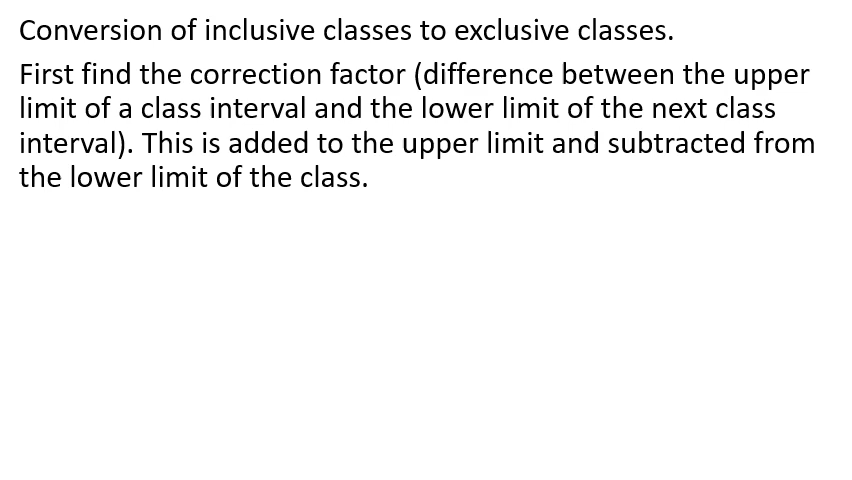 Conversion of inclusive classes to exclusive classes.
First find the correction factor (difference between the upper
limit of a class interval and the lower limit of the next class
interval). This is added to the upper limit and subtracted from
the lower limit of the class.